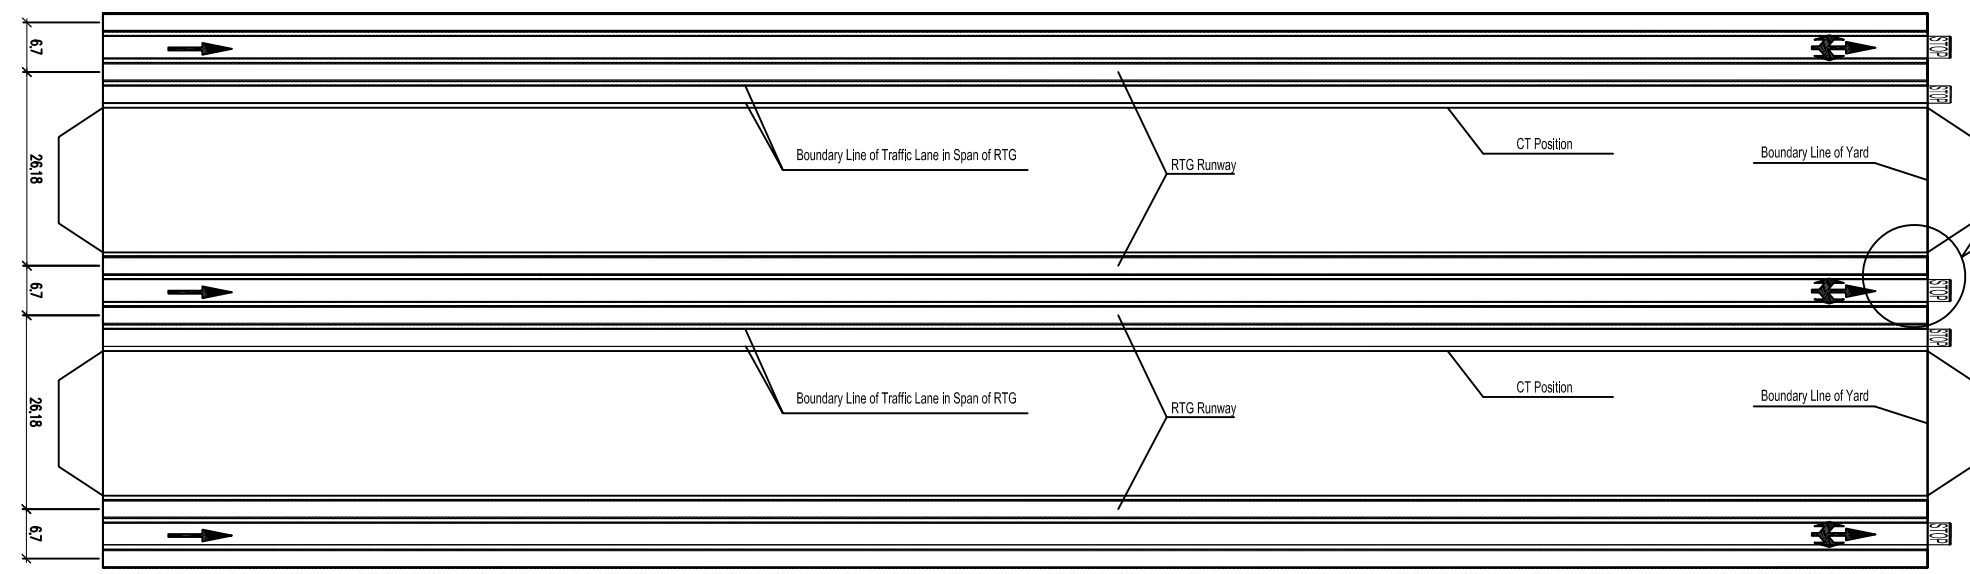 6.7
STOP
STOP
26.18
Boundary Line of Traffic Lane in Span of RTG
RTG Runway
CT Position
Boundary Line of Yard
6.7
STOP
STOP
26.18
Boundary Line of Traffic Lane in Span of RTG
RTG Runway
CT Position
Boundary Line of Yard
6.7
STOP